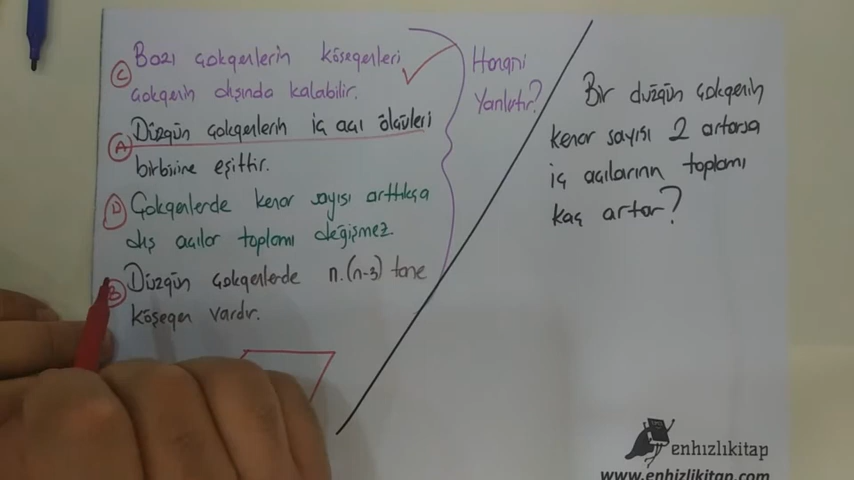 C Bazı çokgenlerin köşegenleri
çokgenin dışında kalabilir.
A Düzgün çokgenlerin iç açı ölçüleri
birbirine eşittir.
D Çokgenlerde kenar sayısı arttıkça
dış açılar toplamı değişmez.
B Düzgün çokgenlerde n.(n-3) tane
köşegen vardır.
Hangisi
Yanlıştır?
Bir düzgün çokgenin
kenar sayısı 2 artarsa
iç açılarının toplamı
kaç artar?
enhızlıkitap
www.enhizlikitap.com